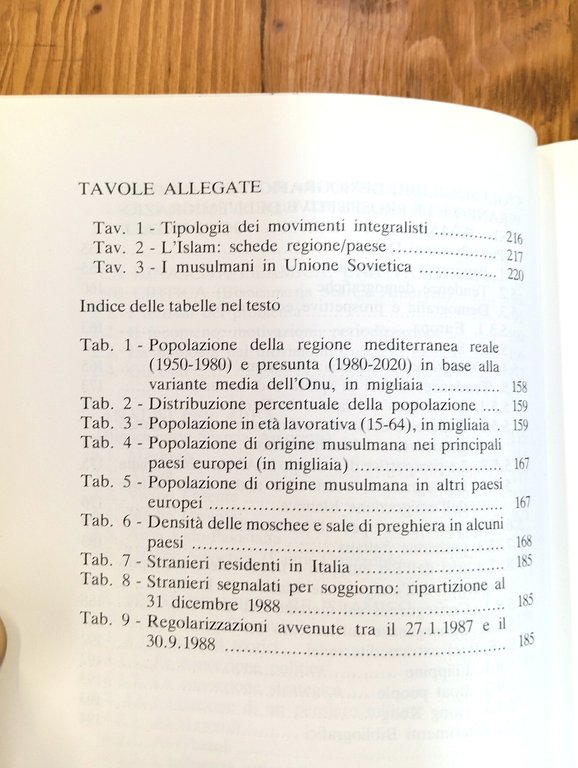 TAVOLE ALLEGATE
Tav. 1 - Tipologia dei movimenti integralisti .............. 216
Tav. 2 - L'Islam: schede regione/paese .............. 217
Tav. 3 - I musulmani in Unione Sovietica .............. 220
Indice delle tabelle nel testo
Tab. 1 - Popolazione della regione mediterranea reale
(1950-1980) e presunta (1980-2020) in base alla
variante media dell'Onu, in migliaia .............. 158
Tab. 2 - Distribuzione percentuale della popolazione .... 159
Tab. 3 - Popolazione in età lavorativa (15-64), in migliaia . 159
Tab. 4 - Popolazione di origine musulmana nei principali
paesi europei (in migliaia) .............. 167
Tab. 5 - Popolazione di origine musulmana in altri paesi
europei .............. 167
Tab. 6 - Densità delle moschee e sale di preghiera in alcuni
paesi .............. 168
Tab. 7 - Stranieri residenti in Italia .............. 185
Tab. 8 - Stranieri segnalati per soggiorno: ripartizione al
31 dicembre 1988 .............. 185
Tab. 9 - Regolarizzazioni avvenute tra il 27.1.1987 e il
30.9.1988 .............. 185